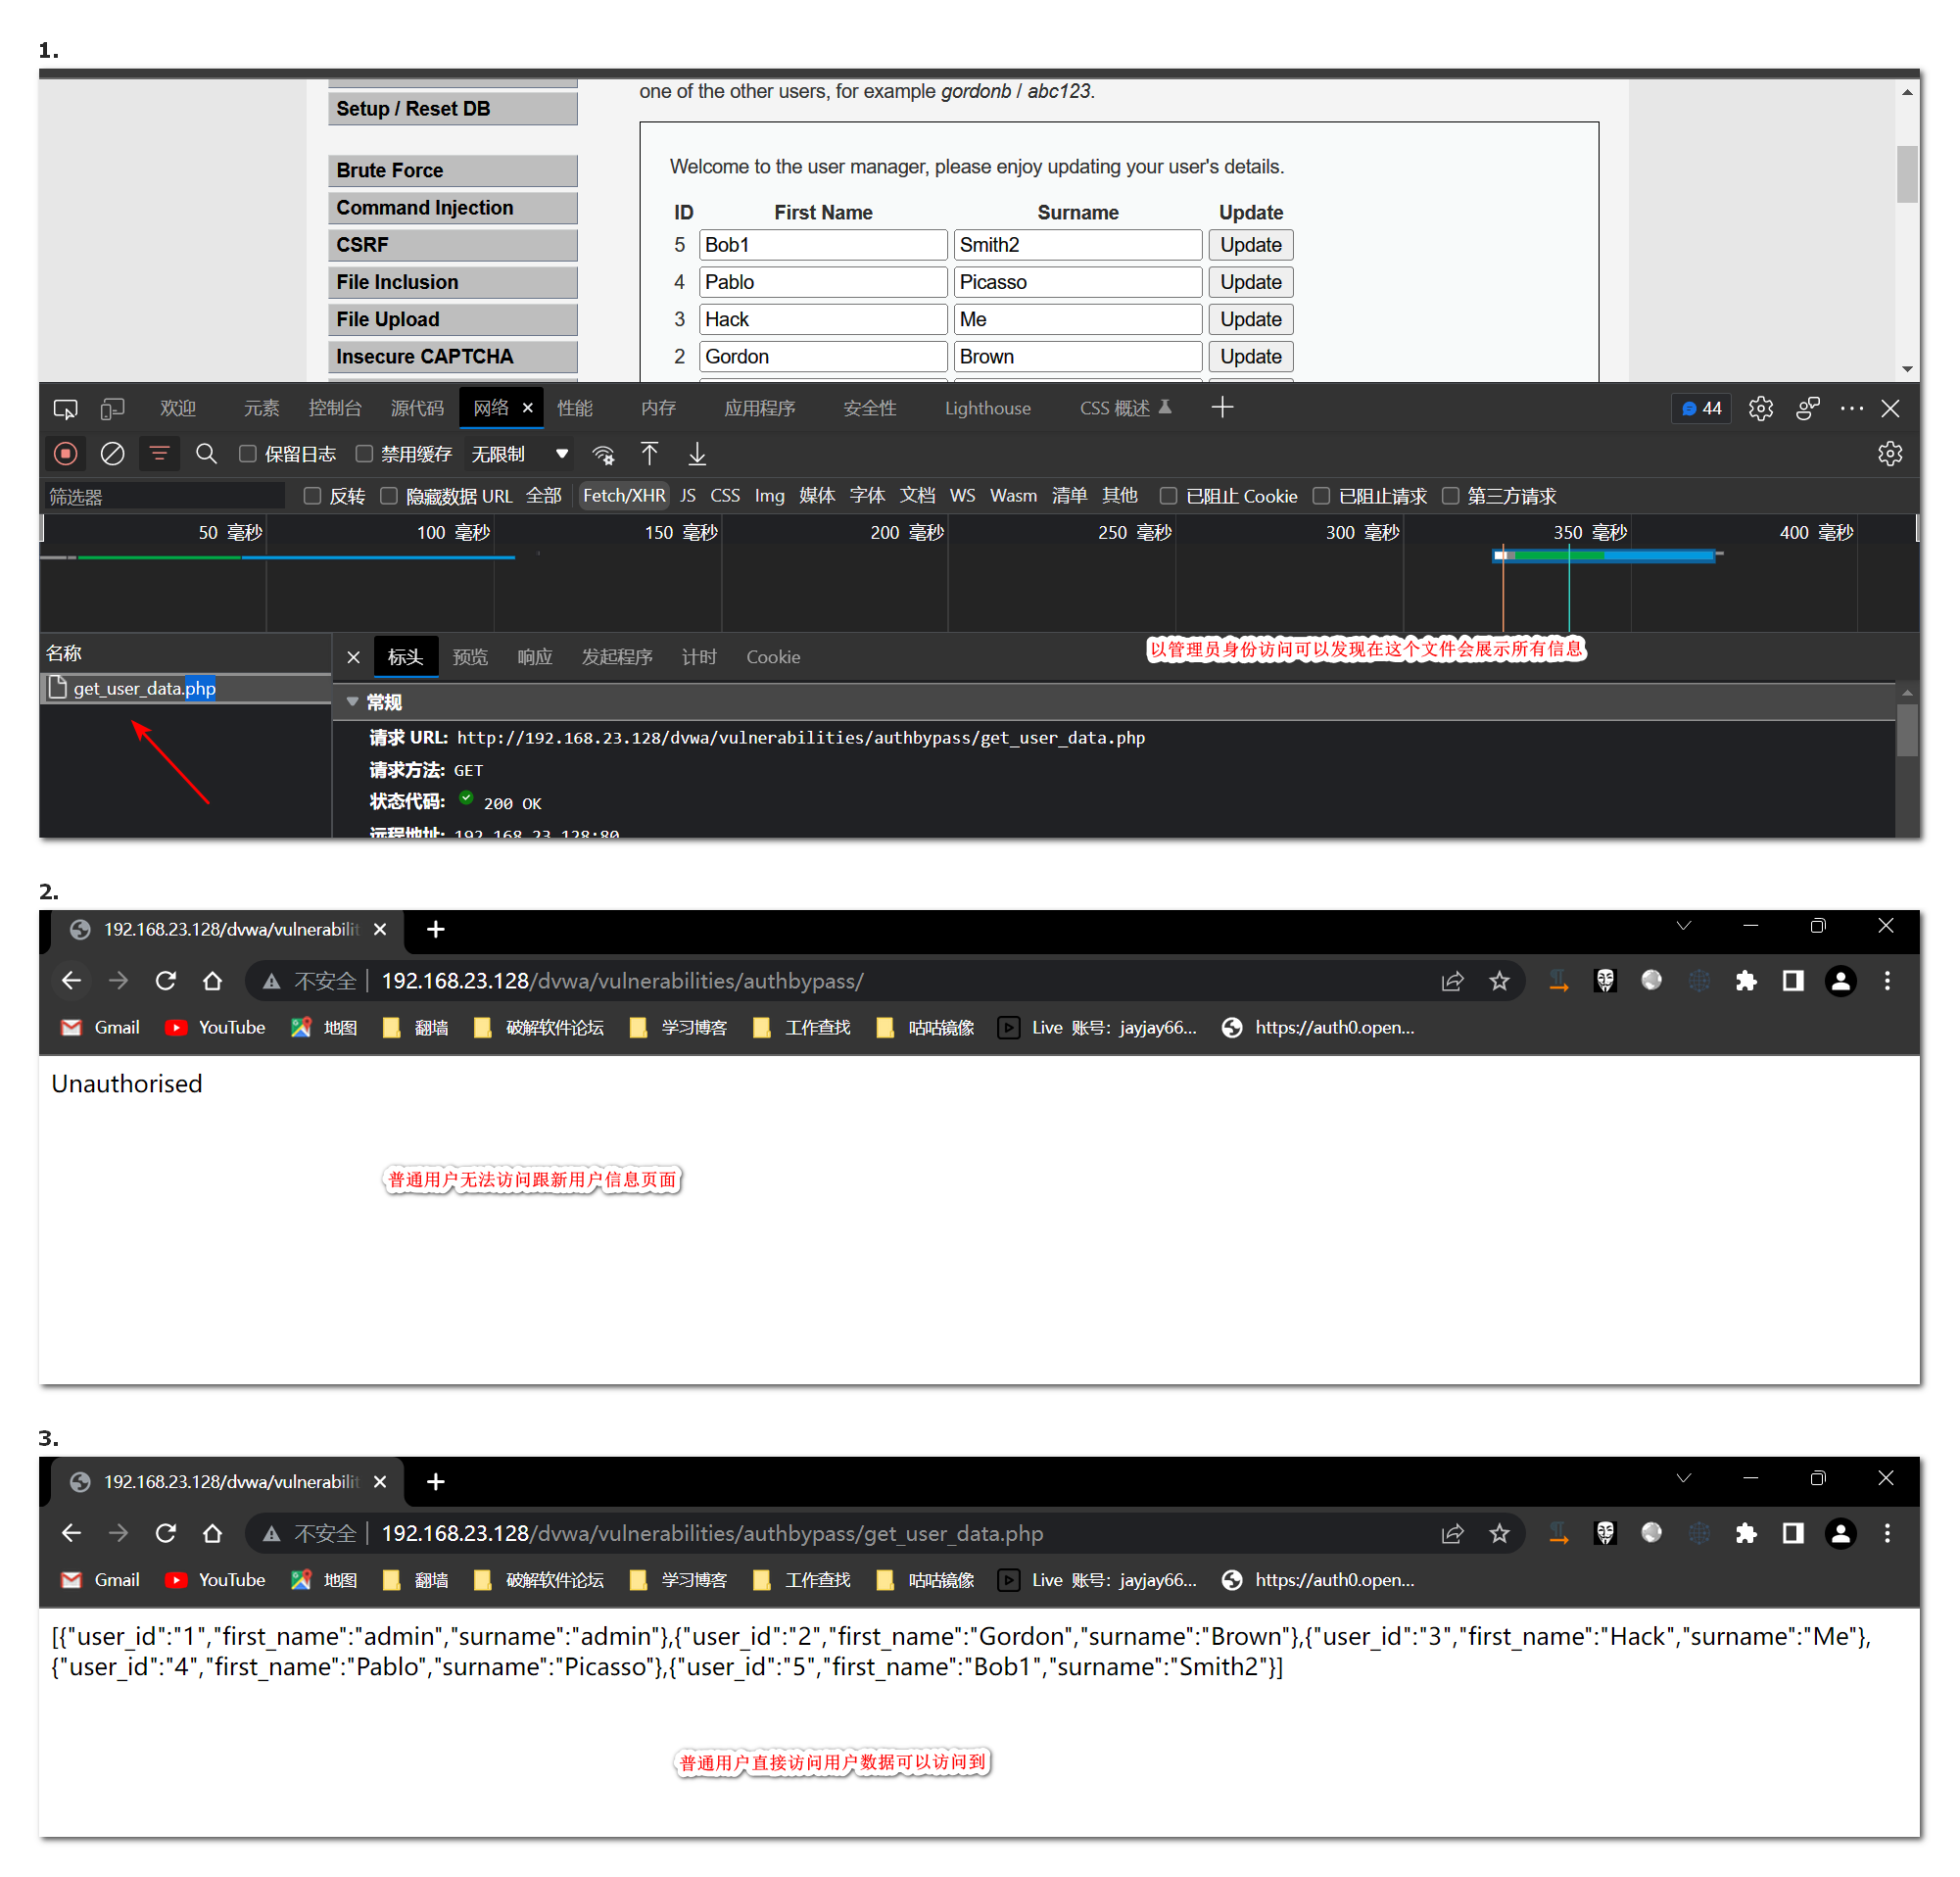 1.
one of the other users, for example gordonb / abc123.
Setup / Reset DB
Brute Force
Command Injection
CSRF
File Inclusion
File Upload
Insecure CAPTCHA
Welcome to the user manager, please enjoy updating your user's details.
ID First Name Surname Update
5 Bob1 Smith2 Update
4 Pablo Picasso Update
3 Hack Me Update
2 Gordon Brown Update
欢迎 元素 控制台 源代码 网络 性能 内存 应用程序 安全性 Lighthouse CSS 概述 44
保留日志 禁用缓存 无限制
筛选器 反转 隐藏数据 URL 全部 Fetch/XHR JS CSS Img 媒体 字体 文档 WS Wasm 清单 其他 已阻止 Cookie 已阻止请求 第三方请求
50 毫秒 100 毫秒 150 毫秒 200 毫秒 250 毫秒 300 毫秒 350 毫秒 400 毫秒
以管理员身份访问可以发现在这个文件会展示所有信息
名称 标头 预览 响应 发起程序 计时 Cookie
get_user_data.php
常规
请求 URL: http://192.168.23.128/dvwa/vulnerabilities/authbypass/get_user_data.php
请求方法: GET
状态代码: 200 OK
远程地址: 192.168.23.128:80
2.
192.168.23.128/dvwa/vulnerabilit
不安全 192.168.23.128/dvwa/vulnerabilities/authbypass/
Gmail YouTube 地图 翻墙 破解软件论坛 学习博客 工作查找 咕咕镜像 Live 账号: jayjay66... https://auth0.open...
Unauthorised
普通用户无法访问跟新用户信息页面
3.
192.168.23.128/dvwa/vulnerabilit
不安全 192.168.23.128/dvwa/vulnerabilities/authbypass/get_user_data.php
Gmail YouTube 地图 翻墙 破解软件论坛 学习博客 工作查找 咕咕镜像 Live 账号: jayjay66... https://auth0.open...
[{"user_id":"1","first_name":"admin","surname":"admin"},{"user_id":"2","first_name":"Gordon","surname":"Brown"},{"user_id":"3","first_name":"Hack","surname":"Me"},
{"user_id":"4","first_name":"Pablo","surname":"Picasso"},{"user_id":"5","first_name":"Bob1","surname":"Smith2"}]
普通用户直接访问用户数据可以访问到